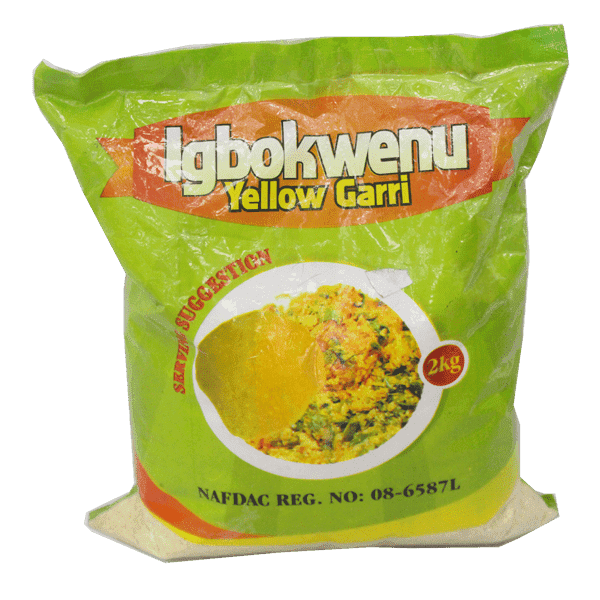 Igbokwenu
Yellow Garri
SERVING SUGGESTION
2kg
NAFDAC REG. NO: 08-6587L